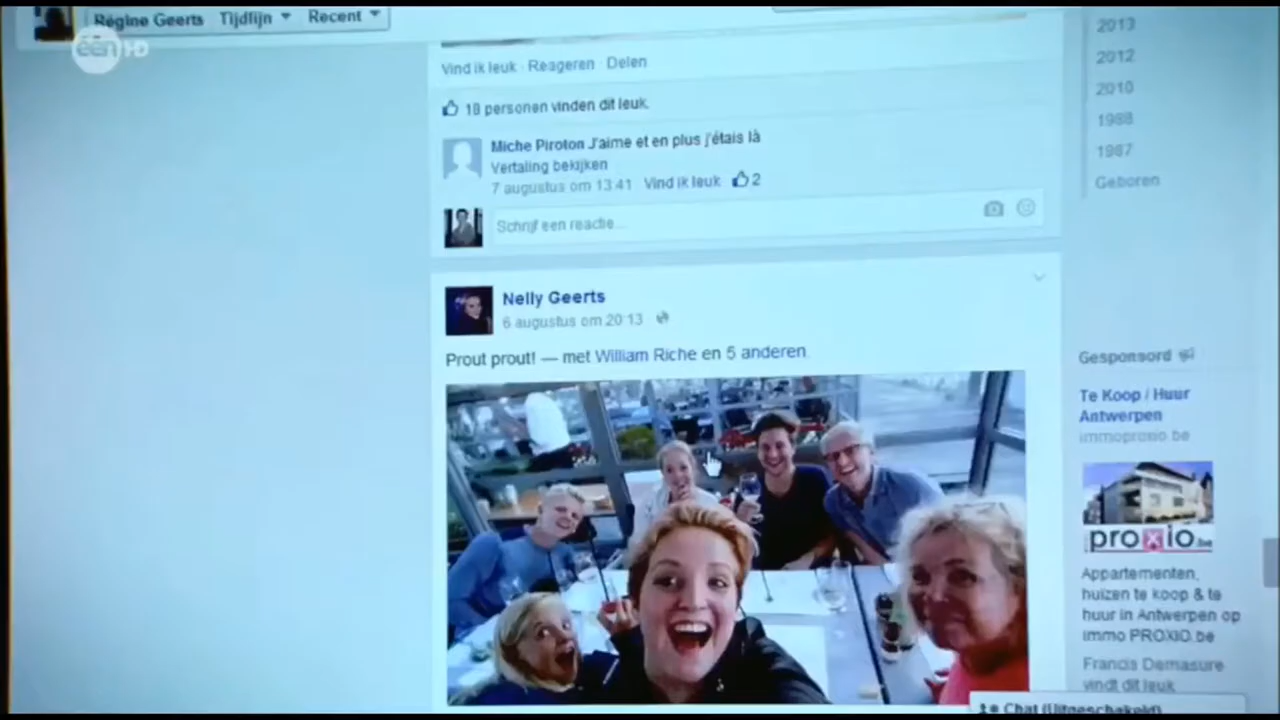 Régine Geerts Tijdlijn Recent
één HD
Vind ik leuk · Reageren · Delen
18 personen vinden dit leuk.
Miche Piroton J'aime et en plus j'étais là
Vertaling bekijken
7 augustus om 13:41 Vind ik leuk 2
Schrijf een reactie...
Nelly Geerts
6 augustus om 20:13
Prout prout! — met William Riche en 5 anderen.
2013
2012
2010
1988
1987
Geboren
Gesponsord
Te Koop / Huur
Antwerpen
immoproxio.be
proxio.be
Appartementen,
huizen te koop & te
huur in Antwerpen op
immo PROXIO.be
Francis Demasure
vindt dit leuk
Chat (Uitgeschakeld)